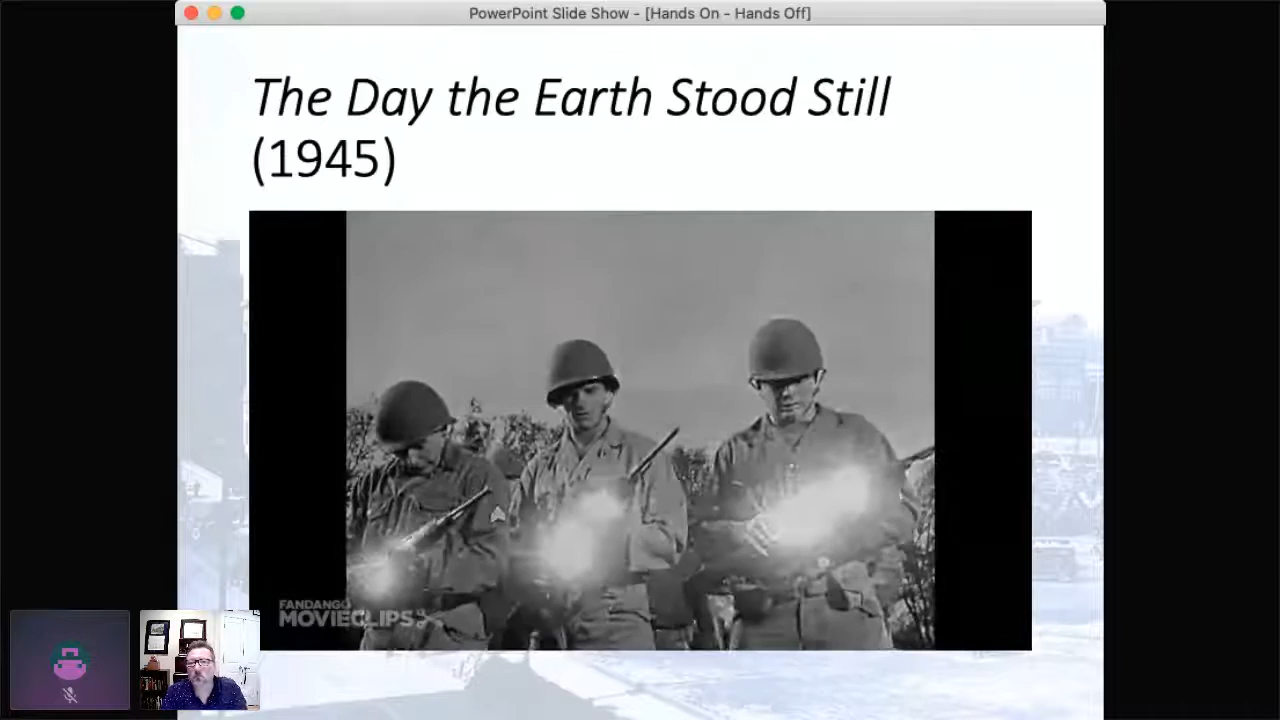 PowerPoint Slide Show - [Hands On - Hands Off]
The Day the Earth Stood Still
(1945)
FANDANGO
MOVIECLIPS